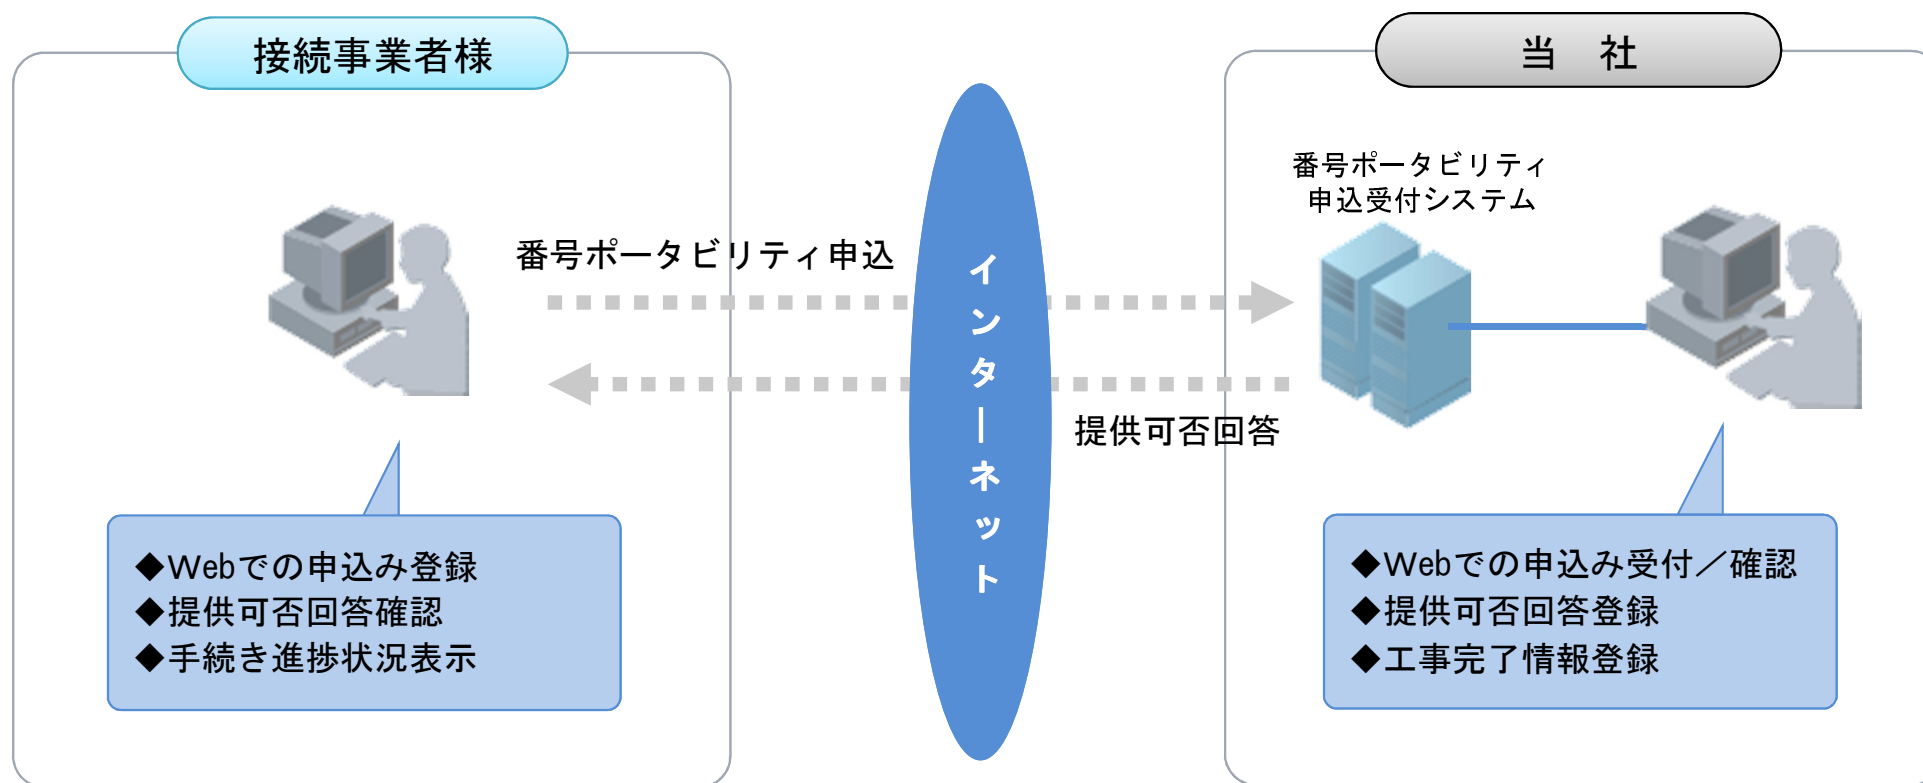 接続事業者様
当　社
番号ポータビリティ
申込受付システム
番号ポータビリティ申込
インターネット
提供可否回答
◆Webでの申込み登録
◆提供可否回答確認
◆手続き進捗状況表示
◆Webでの申込み受付／確認
◆提供可否回答登録
◆工事完了情報登録